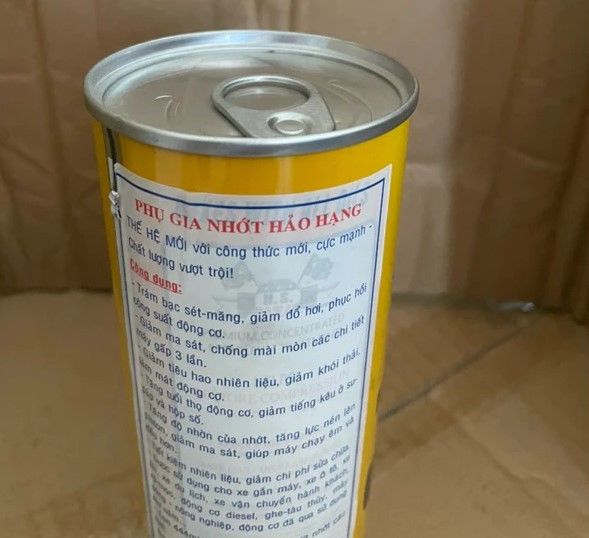 PHỤ GIA NHỚT HẢO HẠNG
THẾ HỆ MỚI với công thức mới, cực mạnh -
Chất lượng vượt trội!
Công dụng:
- Trám bạc sét-măng, giảm đổ hơi, phục hồi
công suất động cơ.
- Giảm ma sát, chống mài mòn các chi tiết
máy gấp 3 lần.
- Giảm tiêu hao nhiên liệu, giảm khói thải,
làm mát động cơ.
- Tăng tuổi thọ động cơ, giảm tiếng kêu ở su-
páp và hộp số.
- Tăng độ nhờn của nhớt, tăng lực nén lên
giảm ma sát, giúp máy chạy êm và
hơn.
kiệm nhiên liệu, giảm chi phí sửa chữa
được sử dụng cho xe gắn máy, xe ô tô, xe
xe du lịch, xe vận chuyển hành khách,
động cơ diesel, ghe-tàu thủy, máy
nông nghiệp, động cơ đã qua sử dụng
nhớt